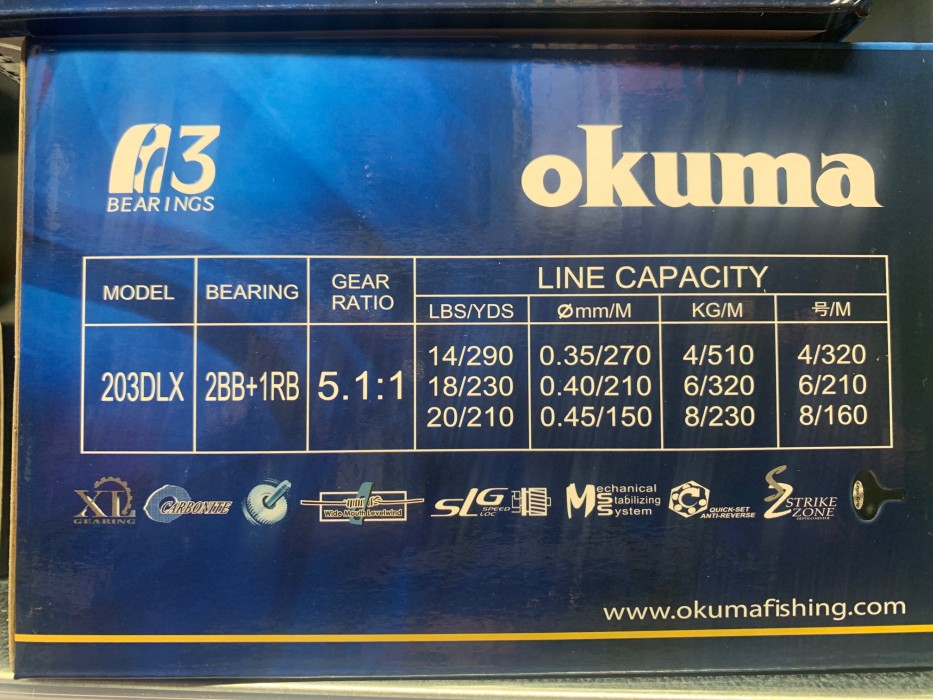 3
BEARINGS
okuma
MODEL BEARING GEAR RATIO LINE CAPACITY
LBS/YDS Ømm/M KG/M 号/M
203DLX 2BB+1RB 5.1:1
14/290 0.35/270 4/510 4/320
18/230 0.40/210 6/320 6/210
20/210 0.45/150 8/230 8/160
XL GEARING
CARBONITE
Wide Mouth Levelwind
SLG SPEED LOC
Mechanical Stabilizing System
QUICK-SET ANTI-REVERSE
STRIKE ZONE
www.okumafishing.com